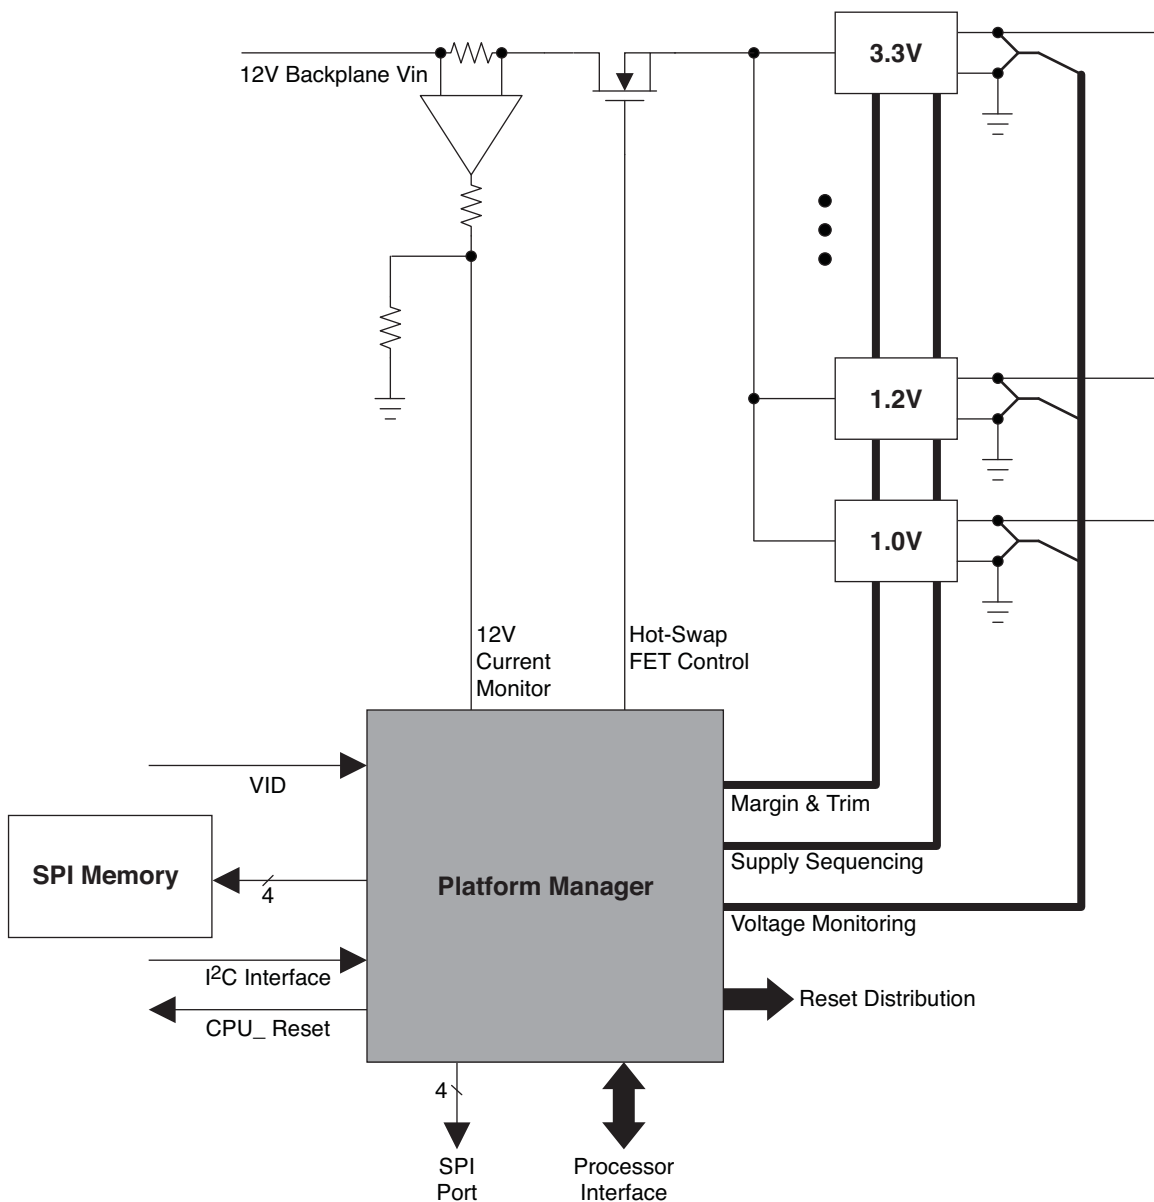 3.3V
12V Backplane Vin
1.2V
1.0V
12V
Current
Monitor
Hot-Swap
FET Control
VID
Margin & Trim
SPI Memory
4
Platform Manager
Supply Sequencing
Voltage Monitoring
I²C Interface
CPU_ Reset
Reset Distribution
4
SPI
Port
Processor
Interface